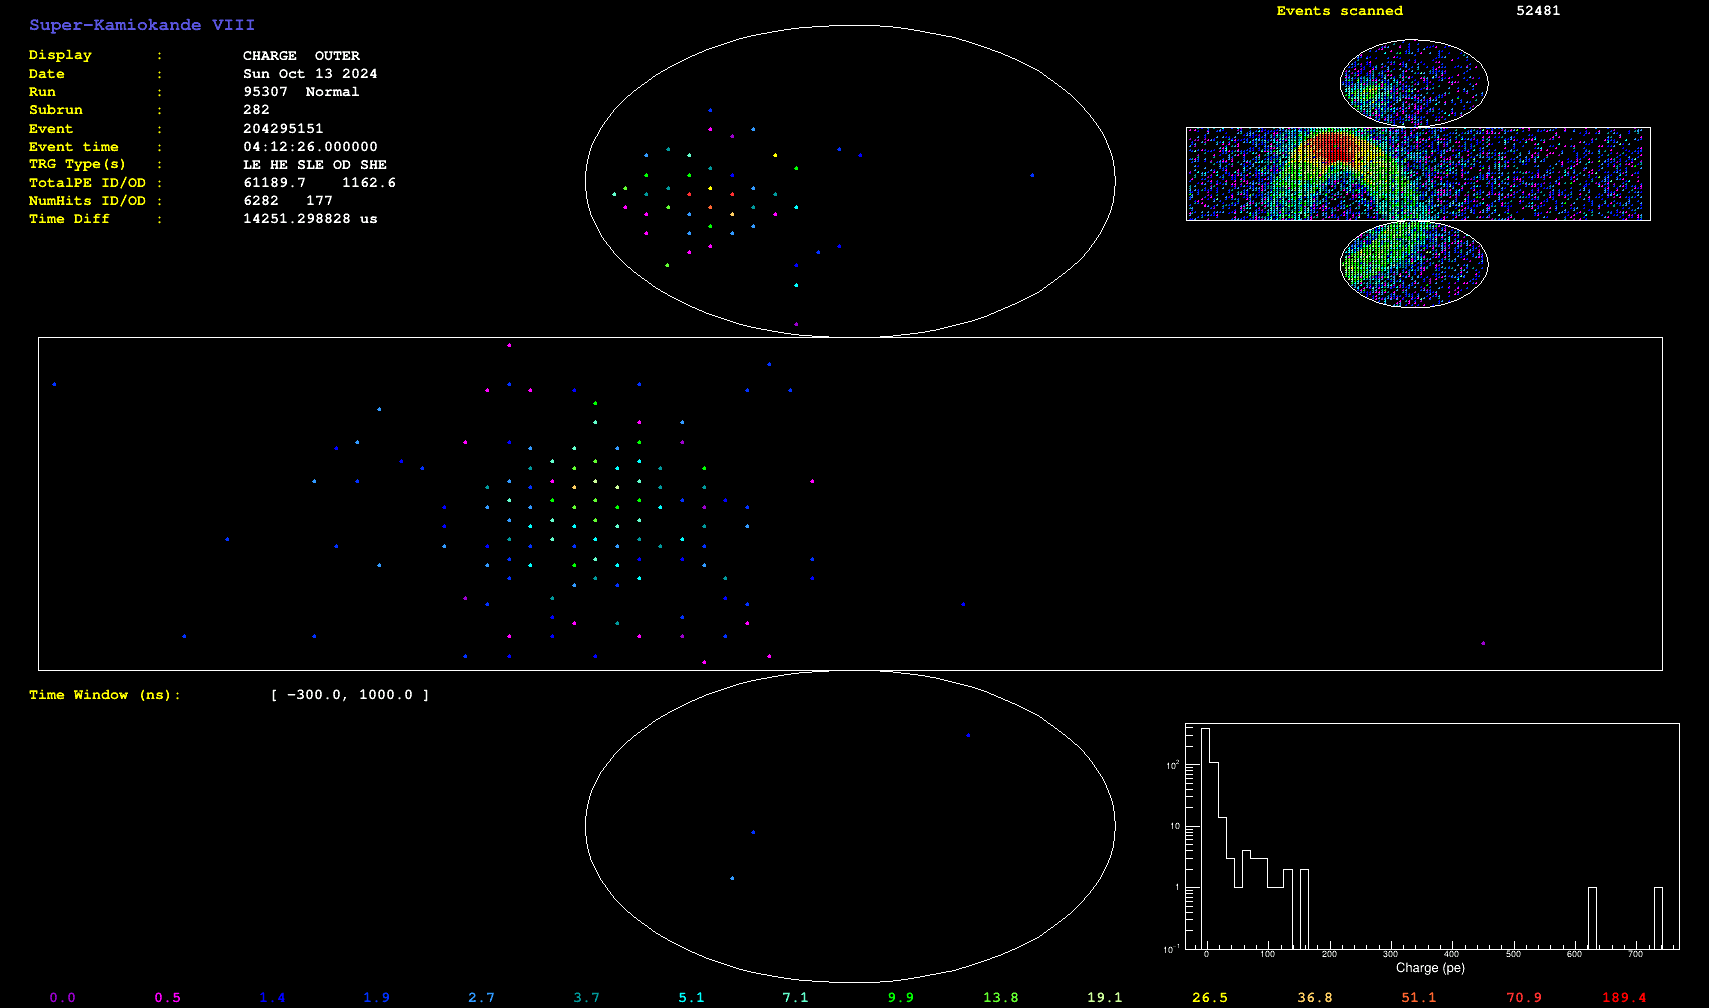 Super-Kamiokande VIII
Events scanned 52481
Display : CHARGE OUTER
Date : Sun Oct 13 2024
Run : 95307 Normal
Subrun : 282
Event : 204295151
Event time : 04:12:26.000000
TRG Type(s) : LE HE SLE OD SHE
TotalPE ID/OD : 61189.7 1162.6
NumHits ID/OD : 6282 177
Time Diff : 14251.298828 us
Time Window (ns): [ -300.0, 1000.0 ]
10²
10
1
10⁻¹
0 100 200 300 400 500 600 700
Charge (pe)
0.0 0.5 1.4 1.9 2.7 3.7 5.1 7.1 9.9 13.8 19.1 26.5 36.8 51.1 70.9 189.4